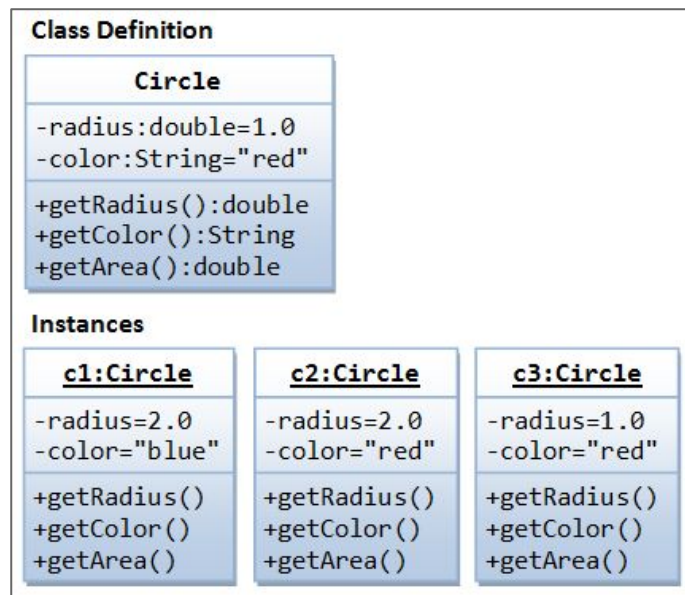 Class Definition
Circle
-radius:double=1.0
-color:String="red"
+getRadius():double
+getColor():String
+getArea():double
Instances
c1:Circle
-radius=2.0
-color="blue"
+getRadius()
+getColor()
+getArea()
c2:Circle
-radius=2.0
-color="red"
+getRadius()
+getColor()
+getArea()
c3:Circle
-radius=1.0
-color="red"
+getRadius()
+getColor()
+getArea()